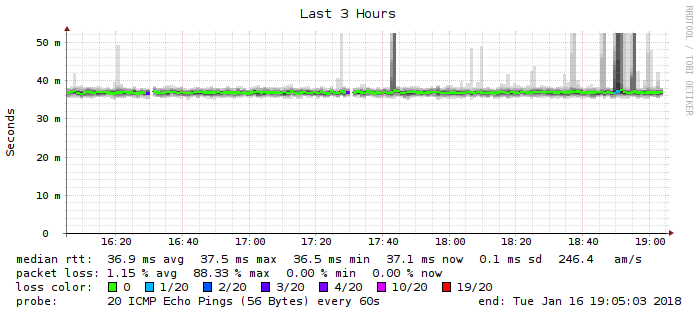 Last 3 Hours
RRDTOOL / TOBI OETIKER
Seconds
50 m
40 m
30 m
20 m
10 m
0
16:20 16:40 17:00 17:20 17:40 18:00 18:20 18:40 19:00
median rtt: 36.9 ms avg 37.5 ms max 36.5 ms min 37.1 ms now 0.1 ms sd 246.4 am/s
packet loss: 1.15 % avg 88.33 % max 0.00 % min 0.00 % now
loss color: 0 1/20 2/20 3/20 4/20 10/20 19/20
probe: 20 ICMP Echo Pings (56 Bytes) every 60s end: Tue Jan 16 19:05:03 2018